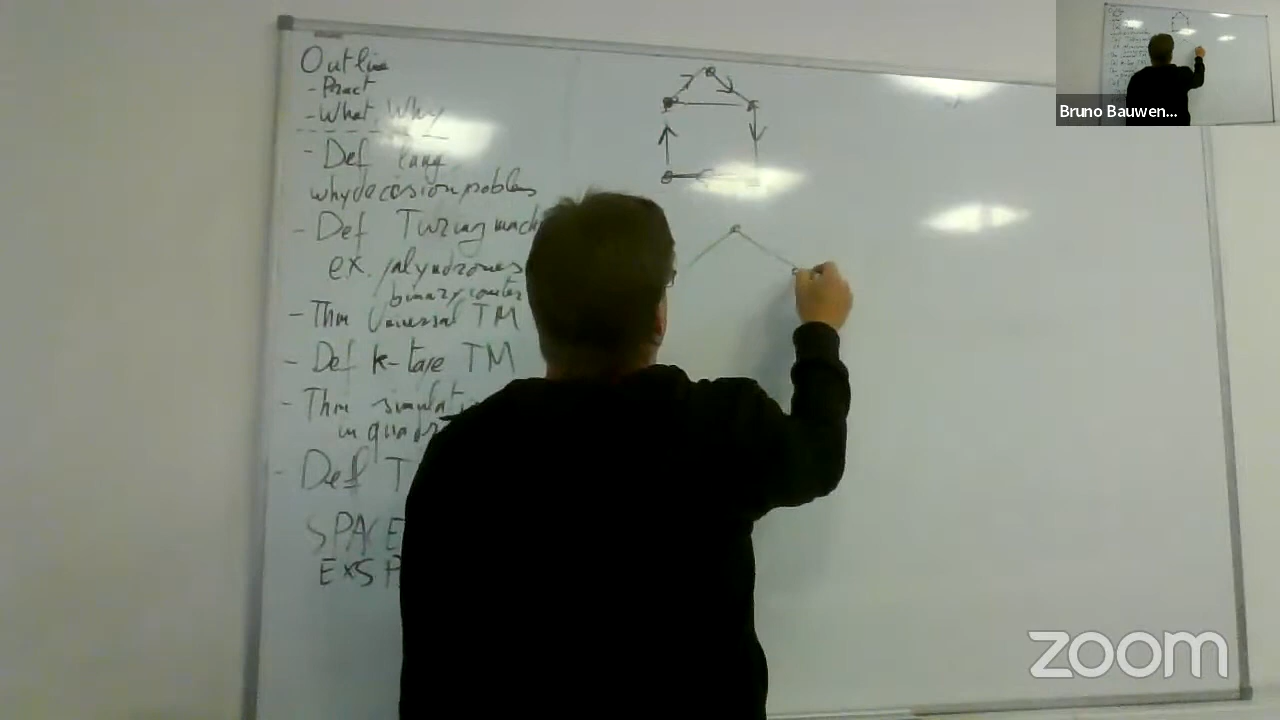 Outline
- Pract
- What, Why
- Def lang
why decision problems
- Def Turing mach
ex. palyndromes
binary counter
- Thm Universal TM
- Def k-tape TM
- Thm simulati
in quadr
- Def T
SPACE
EXSP
Bruno Bauwen...
zoom